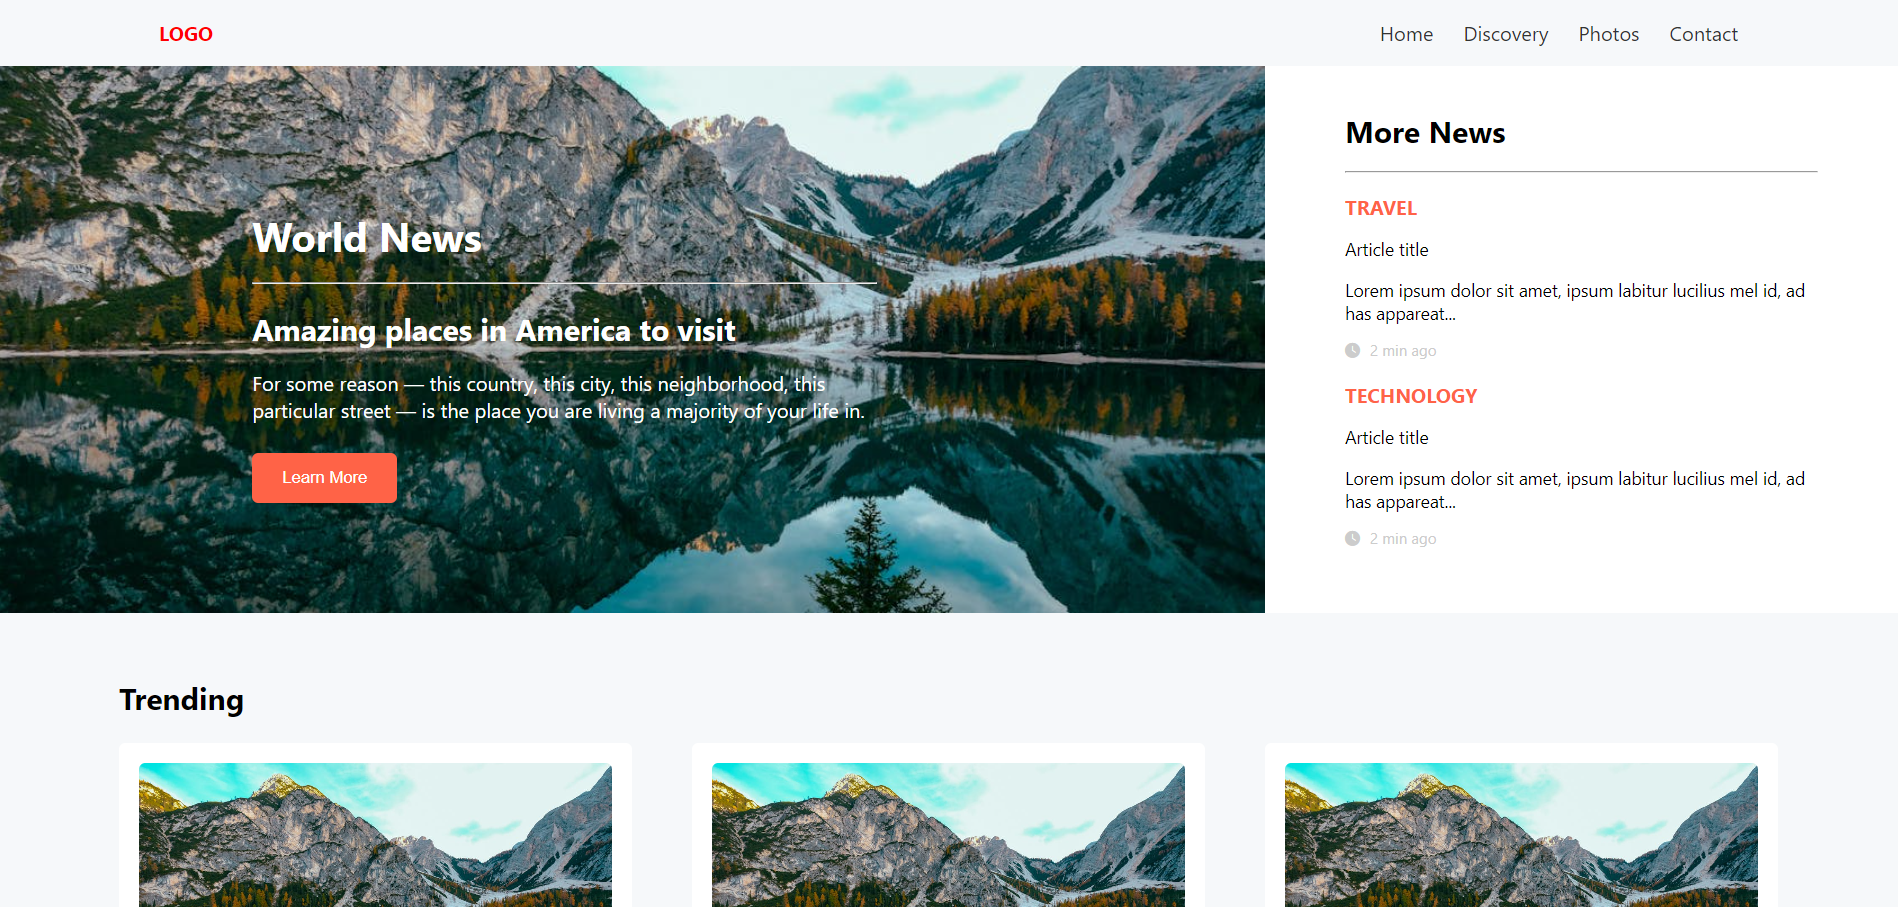 LOGO
Home Discovery Photos Contact
World News
Amazing places in America to visit
For some reason — this country, this city, this neighborhood, this
particular street — is the place you are living a majority of your life in.
Learn More
More News
TRAVEL
Article title
Lorem ipsum dolor sit amet, ipsum labitur lucilius mel id, ad
has appareat...
2 min ago
TECHNOLOGY
Article title
Lorem ipsum dolor sit amet, ipsum labitur lucilius mel id, ad
has appareat...
2 min ago
Trending